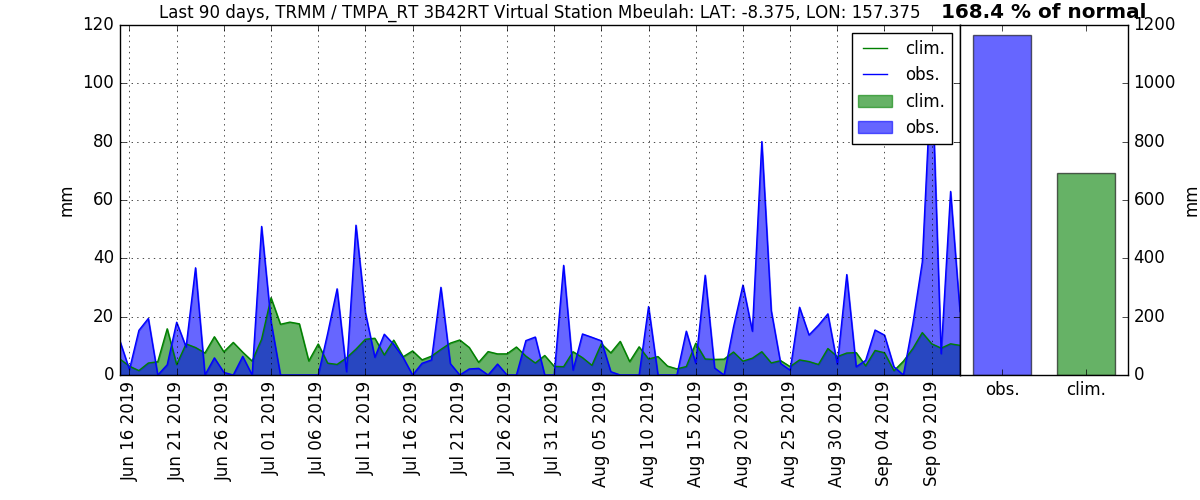 Last 90 days, TRMM / TMPA_RT 3B42RT Virtual Station Mbeulah: LAT: -8.375, LON: 157.375
168.4 % of normal
120
100
80
60
40
20
0
mm
clim.
obs.
clim.
obs.
1200
1000
800
600
400
200
0
mm
obs.
clim.
Jun 16 2019
Jun 21 2019
Jun 26 2019
Jul 01 2019
Jul 06 2019
Jul 11 2019
Jul 16 2019
Jul 21 2019
Jul 26 2019
Jul 31 2019
Aug 05 2019
Aug 10 2019
Aug 15 2019
Aug 20 2019
Aug 25 2019
Aug 30 2019
Sep 04 2019
Sep 09 2019